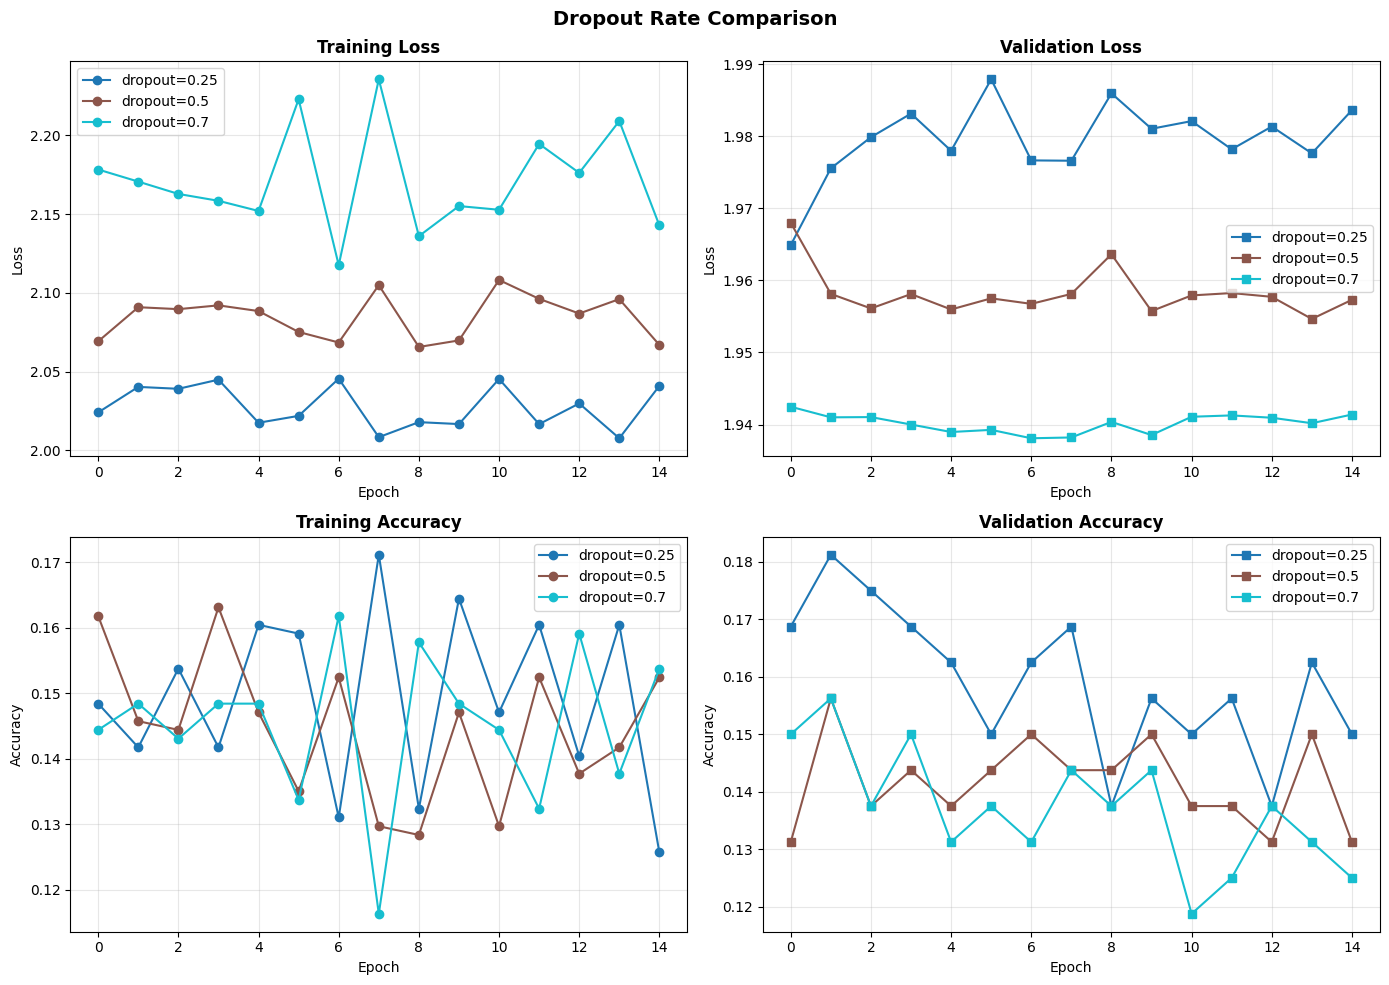 Dropout Rate Comparison
Training Loss
dropout=0.25
dropout=0.5
dropout=0.7
Loss
2.20
2.15
2.10
2.05
2.00
0 2 4 6 8 10 12 14
Epoch
Validation Loss
dropout=0.25
dropout=0.5
dropout=0.7
Loss
1.99
1.98
1.97
1.96
1.95
1.94
0 2 4 6 8 10 12 14
Epoch
Training Accuracy
dropout=0.25
dropout=0.5
dropout=0.7
Accuracy
0.17
0.16
0.15
0.14
0.13
0.12
0 2 4 6 8 10 12 14
Epoch
Validation Accuracy
dropout=0.25
dropout=0.5
dropout=0.7
Accuracy
0.18
0.17
0.16
0.15
0.14
0.13
0.12
0 2 4 6 8 10 12 14
Epoch